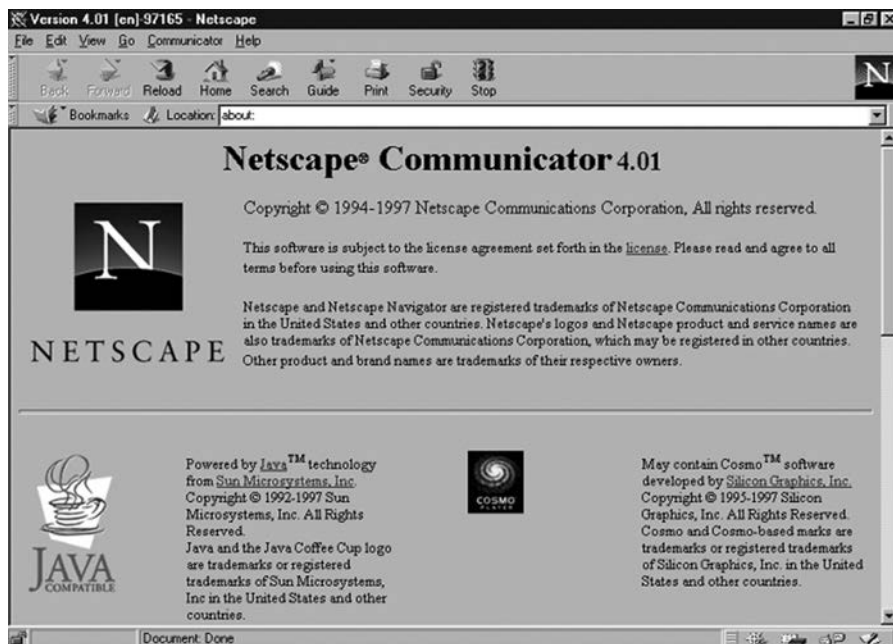 Version 4.01 [en]-97165 - Netscape
File Edit View Go Communicator Help
Back Forward Reload Home Search Guide Print Security Stop
N
Bookmarks Location: about:
Netscape® Communicator 4.01
Copyright © 1994-1997 Netscape Communications Corporation, All rights reserved.
This software is subject to the license agreement set forth in the license. Please read and agree to all
terms before using this software.
Netscape and Netscape Navigator are registered trademarks of Netscape Communications Corporation
in the United States and other countries. Netscape's logos and Netscape product and service names are
also trademarks of Netscape Communications Corporation, which may be registered in other countries.
Other product and brand names are trademarks of their respective owners.
N
NETSCAPE
JAVA
COMPATIBLE
Powered by Java™ technology
from Sun Microsystems, Inc.
Copyright © 1992-1997 Sun
Microsystems, Inc. All Rights
Reserved.
Java and the Java Coffee Cup logo
are trademarks or registered
trademarks of Sun Microsystems,
Inc in the United States and other
countries.
COSMO
PLAYER
May contain Cosmo™ software
developed by Silicon Graphics, Inc.
Copyright © 1995-1997 Silicon
Graphics, Inc. All Rights Reserved.
Cosmo and Cosmo-based marks are
trademarks or registered trademarks
of Silicon Graphics, Inc. in the United
States and other countries.
Document: Done